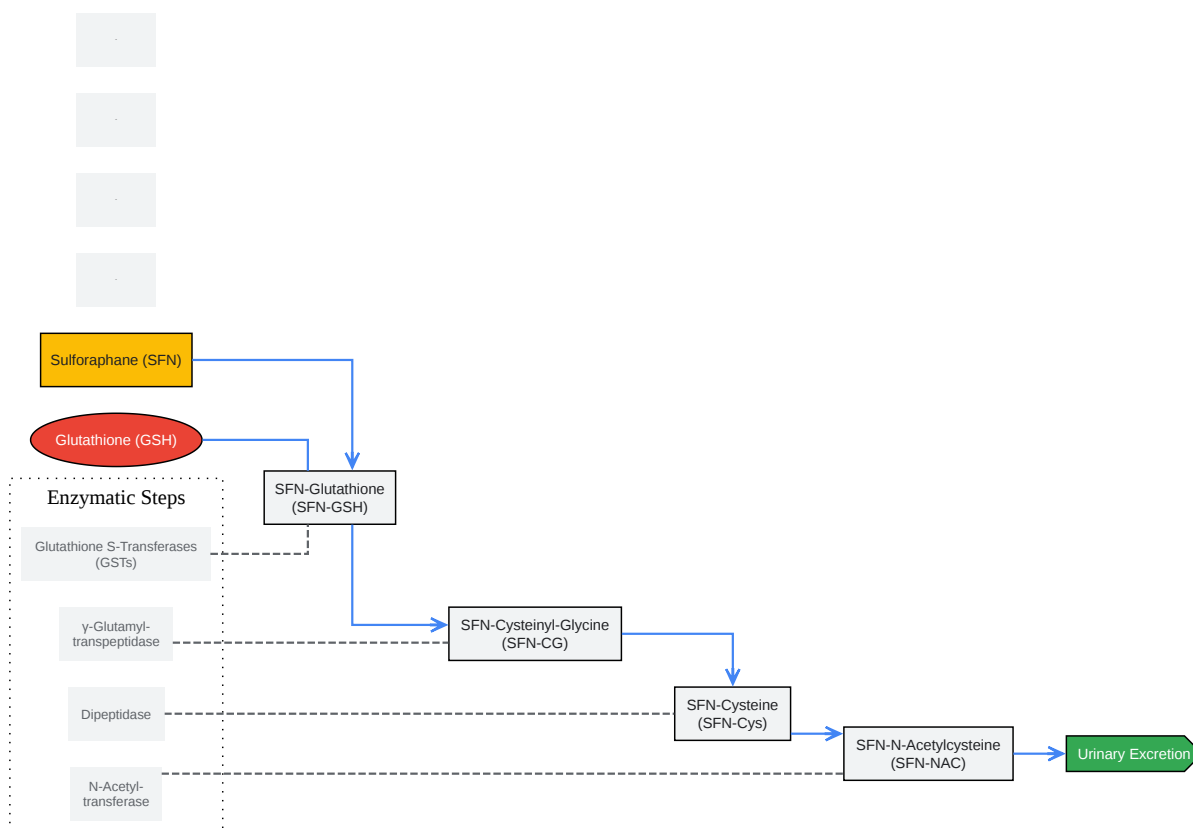 Sulforaphane (SFN)
Glutathione (GSH)
Enzymatic Steps
SFN-Glutathione
(SFN-GSH)
Glutathione S-Transferases
(GSTs)
γ-Glutamyl-
transpeptidase
SFN-Cysteinyl-Glycine
(SFN-CG)
Dipeptidase
SFN-Cysteine
(SFN-Cys)
N-Acetyl-
transferase
SFN-N-Acetylcysteine
(SFN-NAC)
Urinary Excretion